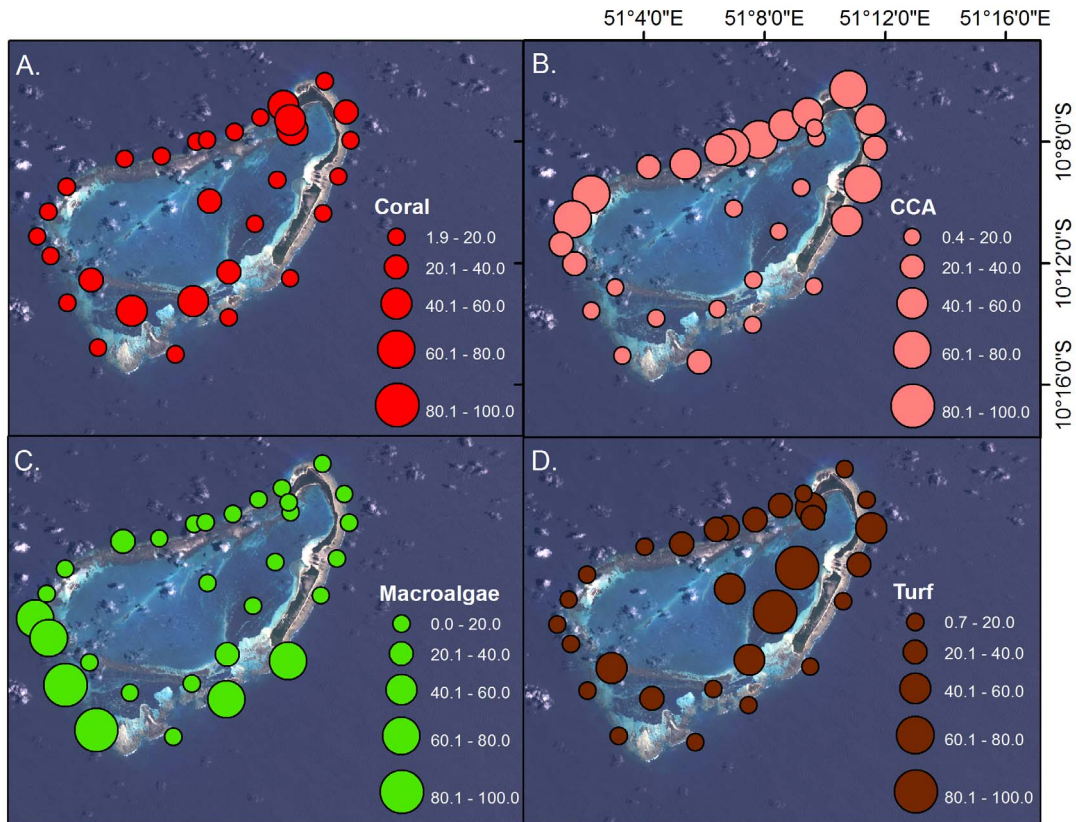 51°4'0"E 51°8'0"E 51°12'0"E 51°16'0"E
A.
Coral
1.9 - 20.0
20.1 - 40.0
40.1 - 60.0
60.1 - 80.0
80.1 - 100.0
B.
CCA
0.4 - 20.0
20.1 - 40.0
40.1 - 60.0
60.1 - 80.0
80.1 - 100.0
10°8'0"S
10°12'0"S
10°16'0"S
C.
Macroalgae
0.0 - 20.0
20.1 - 40.0
40.1 - 60.0
60.1 - 80.0
80.1 - 100.0
D.
Turf
0.7 - 20.0
20.1 - 40.0
40.1 - 60.0
60.1 - 80.0
80.1 - 100.0